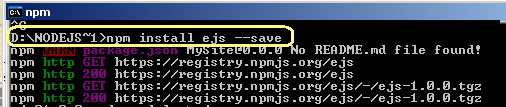 npm
^C
D:\NODEJS~1>npm install ejs --save
npm WARN package.json MySite@0.0.0 No README.md file found!
npm http GET https://registry.npmjs.org/ejs
npm http 200 https://registry.npmjs.org/ejs
npm http GET https://registry.npmjs.org/ejs/-/ejs-1.0.0.tgz
npm http 200 https://registry.npmjs.org/ejs/-/ejs-1.0.0.tgz